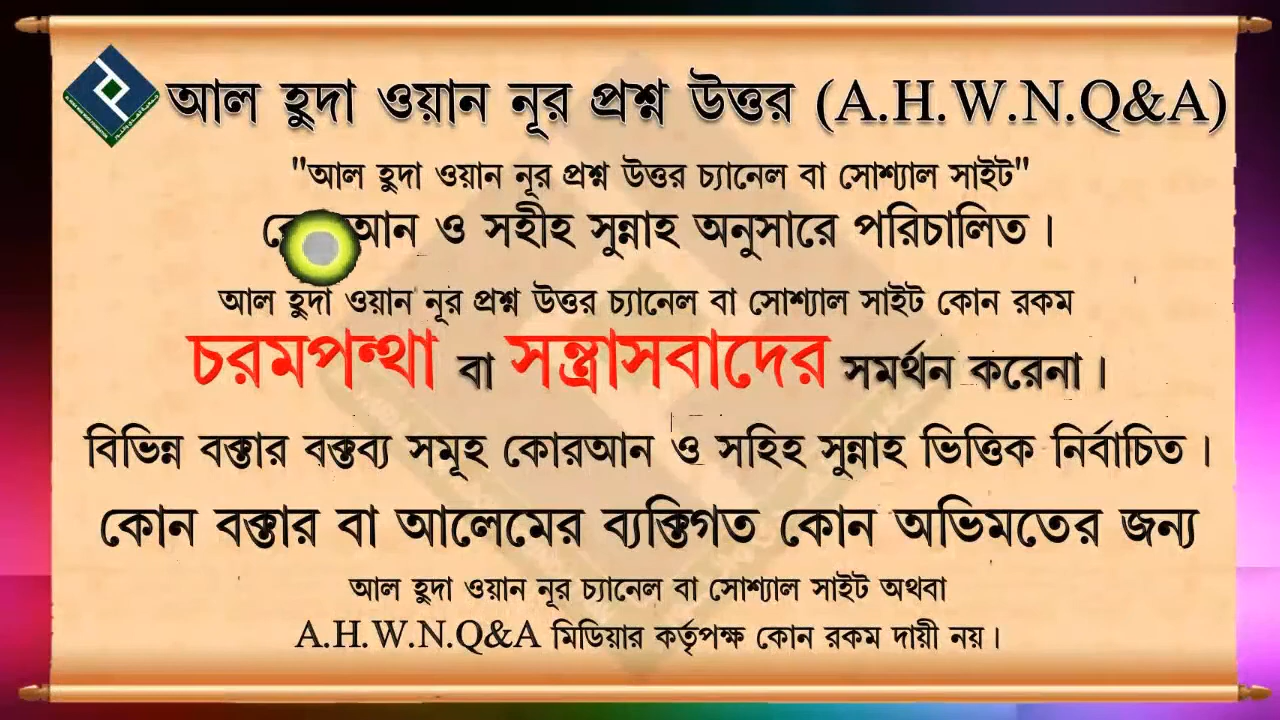 আল হুদা ওয়ান নূর প্রশ্ন উত্তর (A.H.W.N.Q&A)
"আল হুদা ওয়ান নূর প্রশ্ন উত্তর চ্যানেল বা সোশ্যাল সাইট"
ও সহীহ সুন্নাহ অনুসারে পরিচালিত।
আল হুদা ওয়ান নূর প্রশ্ন উত্তর চ্যানেল বা সোশ্যাল সাইট কোন রকম
চরমপন্থা বা সন্ত্রাসবাদের সমর্থন করেনা।
বিভিন্ন বক্তার বক্তব্য সমূহ কোরআন ও সহিহ সুন্নাহ ভিত্তিক নির্বাচিত।
কোন বক্তার বা আলেমের ব্যক্তিগত কোন অভিমতের জন্য
আল হুদা ওয়ান নূর চ্যানেল বা সোশ্যাল সাইট অথবা
A.H.W.N.Q&A মিডিয়ার কর্তৃপক্ষ কোন রকম দায়ী নয়।